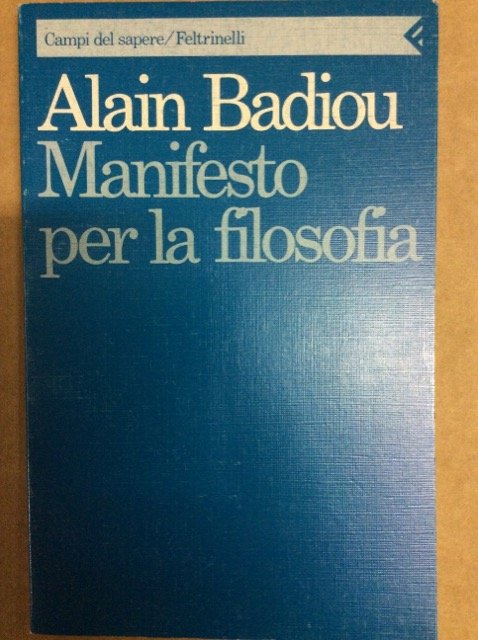 Campi del sapere/Feltrinelli
Alain Badiou
Manifesto
per la filosofia